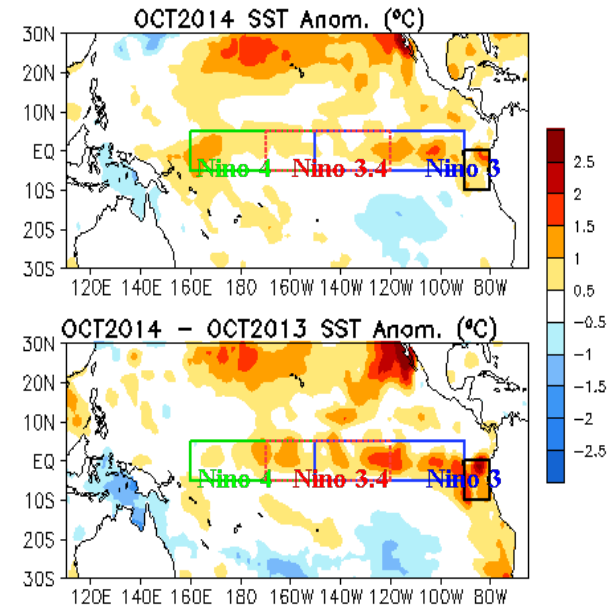 OCT2014 SST Anom. (°C)
30N
20N
10N
EQ
10S
20S
30S
Nino 4
Nino 3.4
Nino 3
120E 140E 160E 180 160W 140W 120W 100W 80W
2.5
2
1.5
1
0.5
-0.5
-1
-1.5
-2
-2.5
OCT2014 - OCT2013 SST Anom. (°C)
30N
20N
10N
EQ
10S
20S
30S
Nino 4
Nino 3.4
Nino 3
120E 140E 160E 180 160W 140W 120W 100W 80W